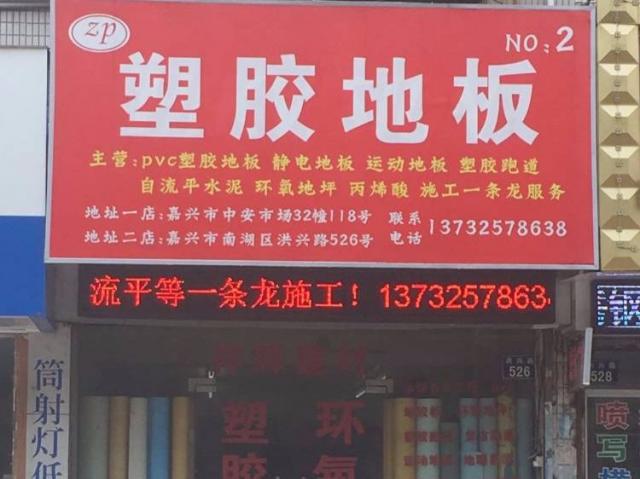 zp
NO:2
塑胶地板
主营:pvc塑胶地板 静电地板 运动地板 塑胶跑道
自流平水泥 环氧地坪 丙烯酸 施工一条龙服务
地址一店:嘉兴市中安市场32幢118号
地址二店:嘉兴市南湖区洪兴路526号
联系电话 13732578638
流平等一条龙施工! 1373257863
526
528
筒射灯低
塑胶
环氧
喷
写